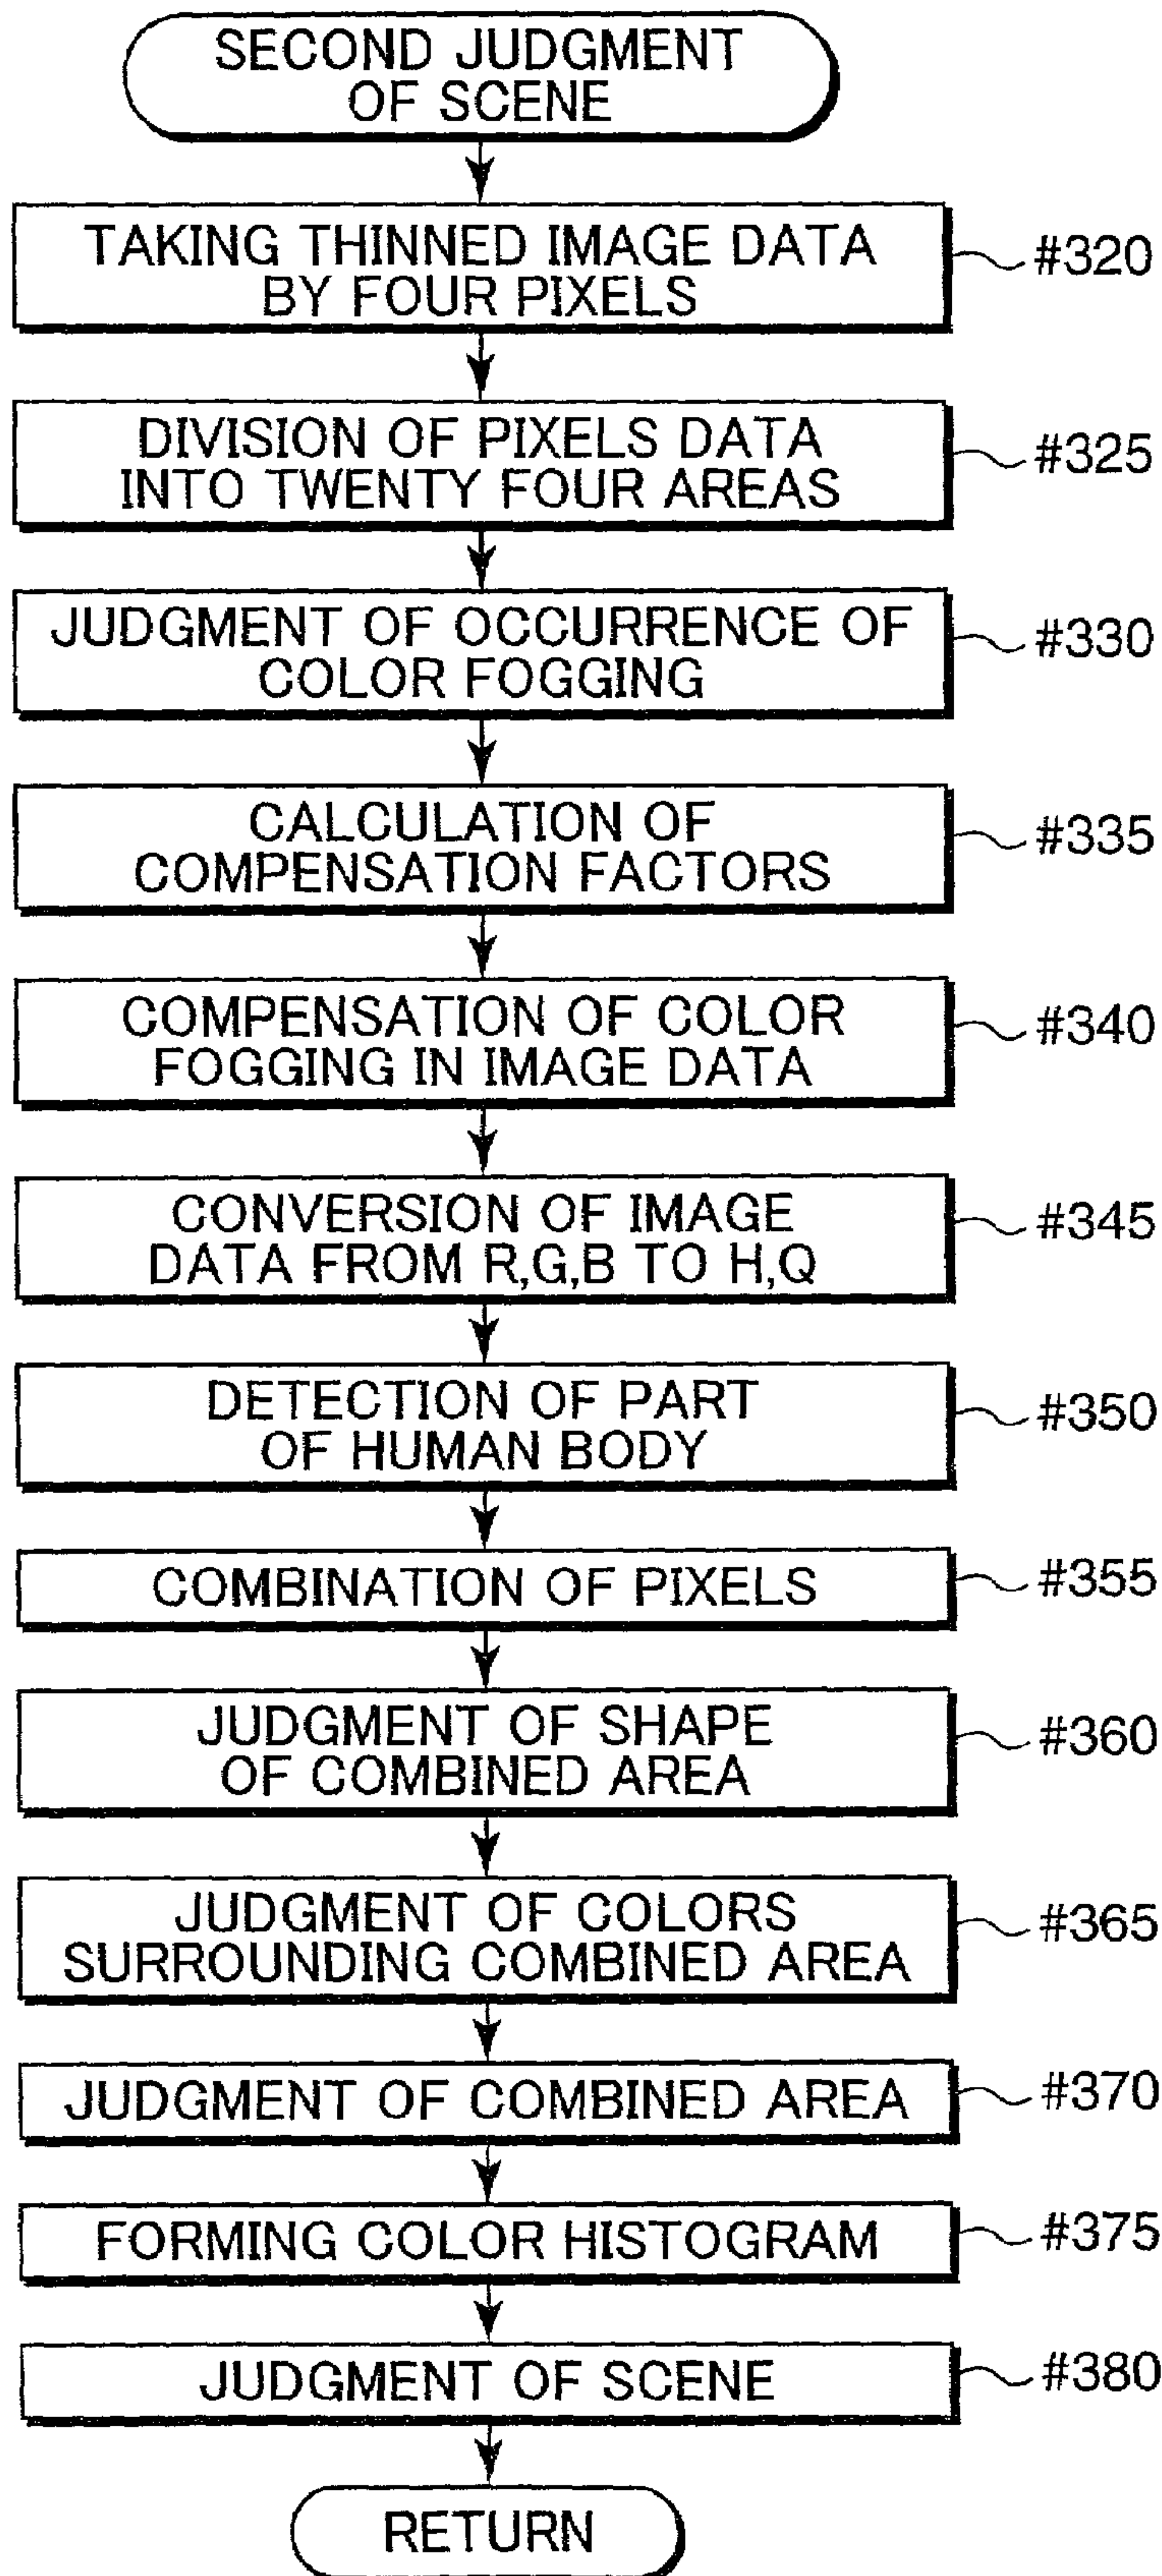 SECOND JUDGMENT
OF SCENE
TAKING THINNED IMAGE DATA
BY FOUR PIXELS
#320
DIVISION OF PIXELS DATA
INTO TWENTY FOUR AREAS
#325
JUDGMENT OF OCCURRENCE OF
COLOR FOGGING
#330
CALCULATION OF
COMPENSATION FACTORS
#335
COMPENSATION OF COLOR
FOGGING IN IMAGE DATA
#340
CONVERSION OF IMAGE
DATA FROM R,G,B TO H,Q
#345
DETECTION OF PART
OF HUMAN BODY
#350
COMBINATION OF PIXELS
#355
JUDGMENT OF SHAPE
OF COMBINED AREA
#360
JUDGMENT OF COLORS
SURROUNDING COMBINED AREA
#365
JUDGMENT OF COMBINED AREA
#370
FORMING COLOR HISTOGRAM
#375
JUDGMENT OF SCENE
#380
RETURN